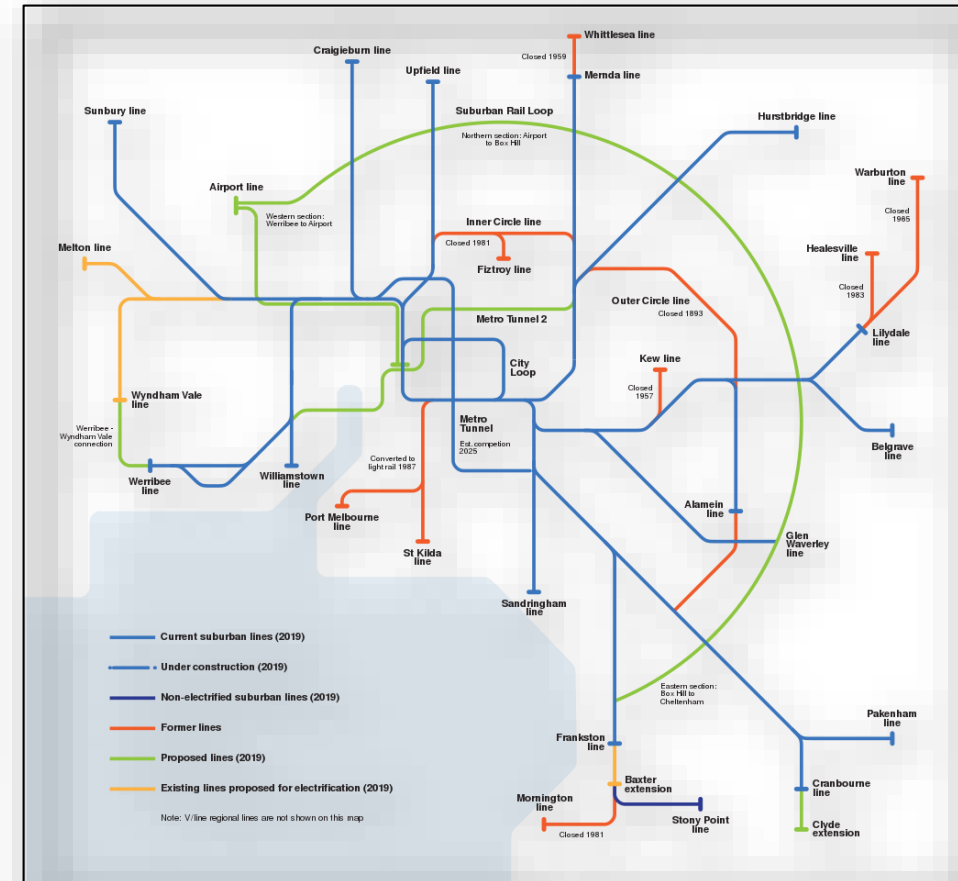 Whittlesea line
Closed 1959
Craigieburn line
Upfield line
Mernda line
Sunbury line
Suburban Rail Loop
Northern section: Airport
to Box Hill
Hurstbridge line
Warburton
line
Closed
1965
Airport line
Western section:
Werribee to Airport
Inner Circle line
Closed 1981
Fiztroy line
Melton line
Healesville
line
Closed
1983
Outer Circle line
Closed 1893
Metro Tunnel 2
Lilydale
line
City
Loop
Kew line
Closed
1957
Wyndham Vale
line
Werribee -
Wyndham Vale
connection
Metro
Tunnel
Est. competion
2025
Belgrave
line
Converted to
light rail 1987
Werribee
line
Williamstown
line
Port Melbourne
line
St Kilda
line
Alamein
line
Glen
Waverley
line
Sandringham
line
Current suburban lines (2019)
Under construction (2019)
Non-electrified suburban lines (2019)
Former lines
Proposed lines (2019)
Existing lines proposed for electrification (2019)
Note: V/line regional lines are not shown on this map
Eastern section:
Box Hill to
Cheltenham
Pakenham
line
Frankston
line
Baxter
extension
Cranbourne
line
Mornington
line
Closed 1981
Stony Point
line
Clyde
extension